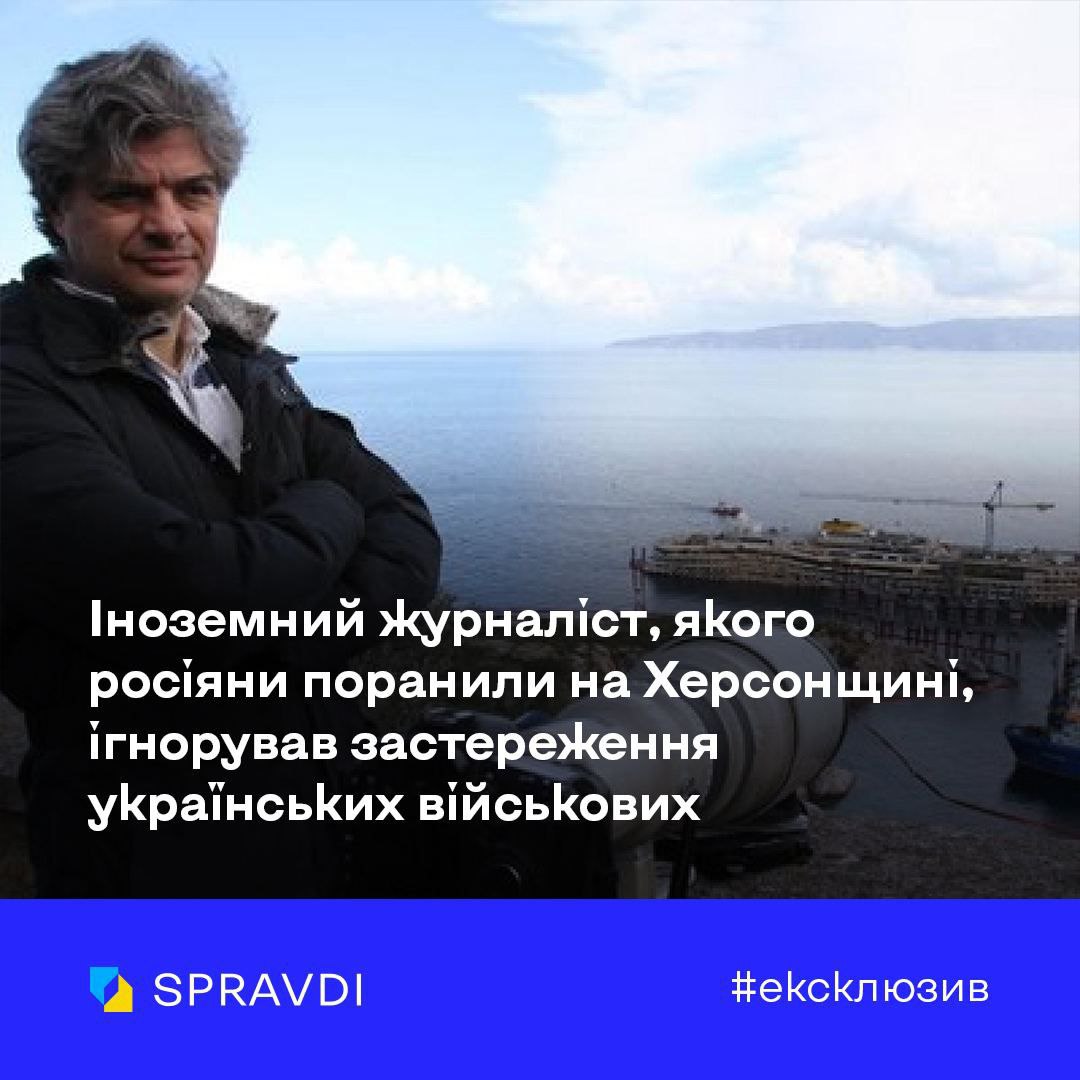 Іноземний журналіст, якого
росіяни поранили на Херсонщині,
ігнорував застереження
українських військових
SPRAVDI
#ексклюзив